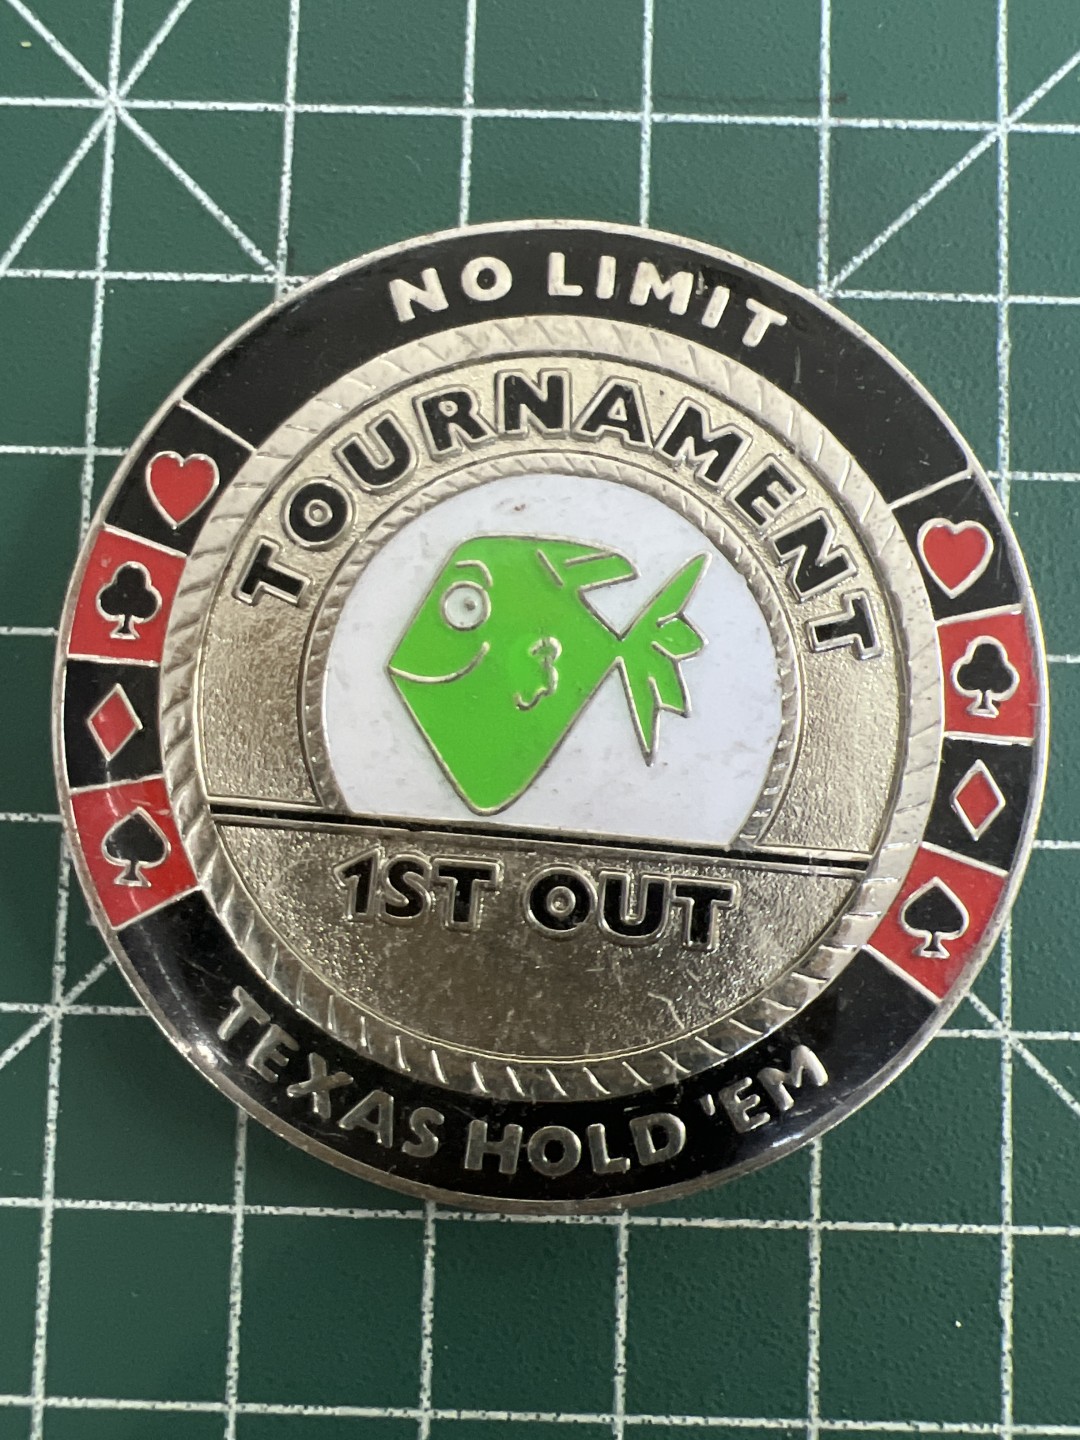 NO LIMIT
TOURNAMENT
1ST OUT
TEXAS HOLD 'EM